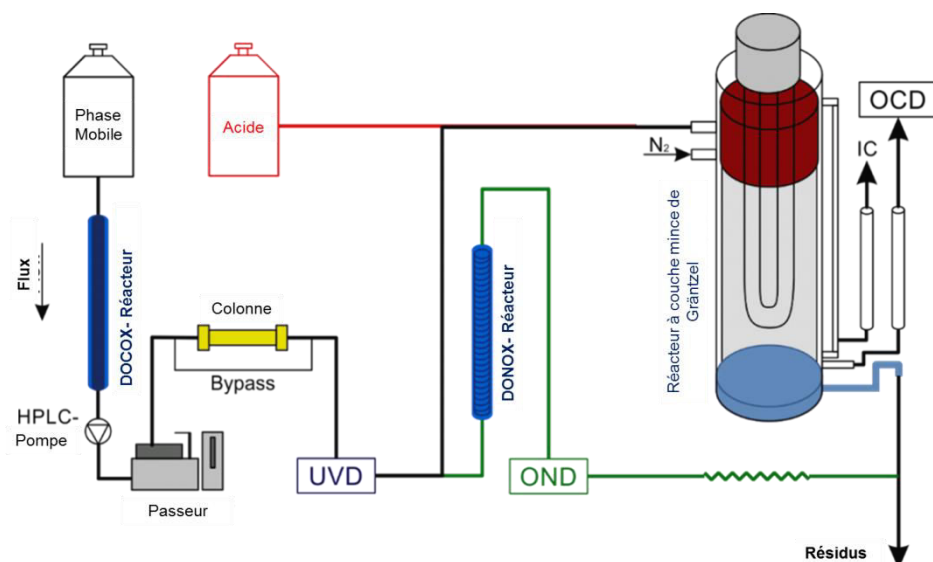 Phase
Mobile
Acide
Flux
DOCOX- Réacteur
HPLC-
Pompe
Passeur
Colonne
Bypass
UVD
DONOX- Réacteur
OND
N₂
Réacteur à couche mince de
Gräntzel
IC
OCD
Résidus